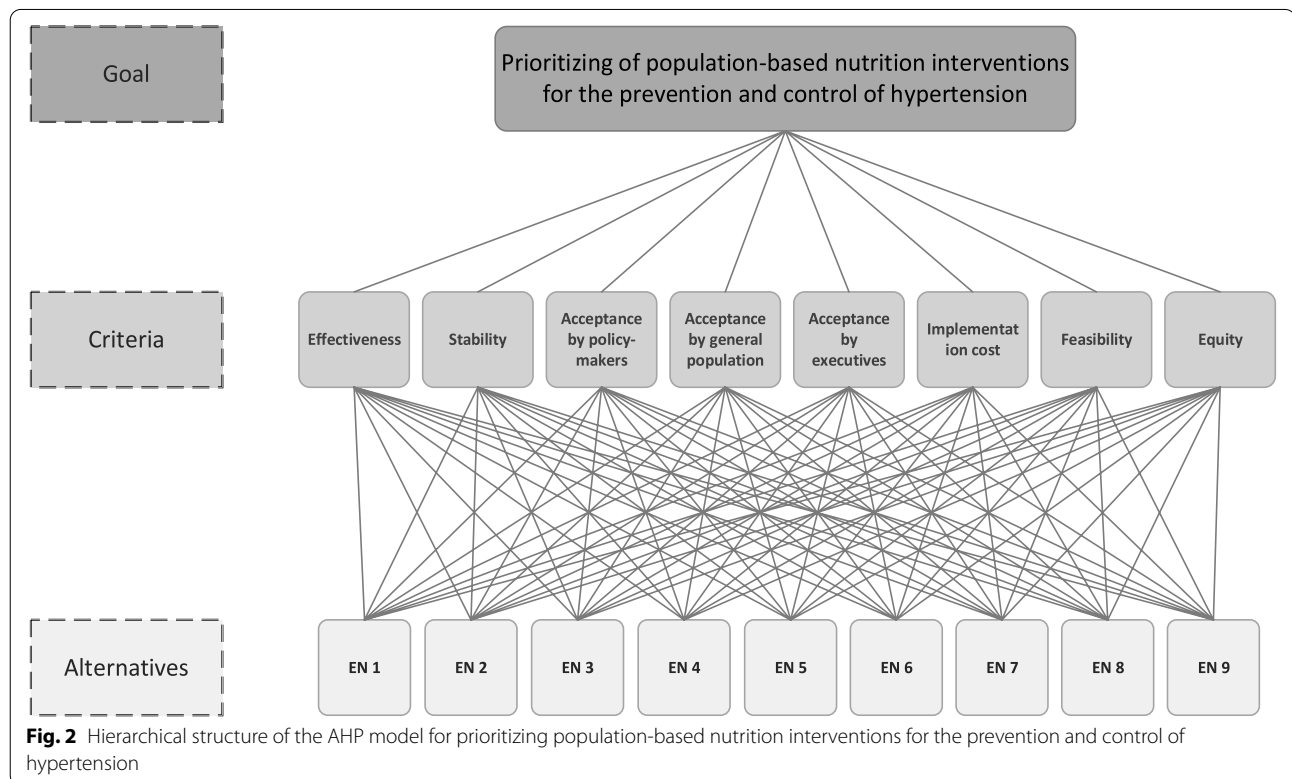 Goal
Prioritizing of population-based nutrition interventions
for the prevention and control of hypertension
Criteria
Effectiveness
Stability
Acceptance
by policy-
makers
Acceptance
by general
population
Acceptance
by
executives
Implementat
ion cost
Feasibility
Equity
Alternatives
EN 1
EN 2
EN 3
EN 4
EN 5
EN 6
EN 7
EN 8
EN 9
Fig. 2 Hierarchical structure of the AHP model for prioritizing population-based nutrition interventions for the prevention and control of
hypertension